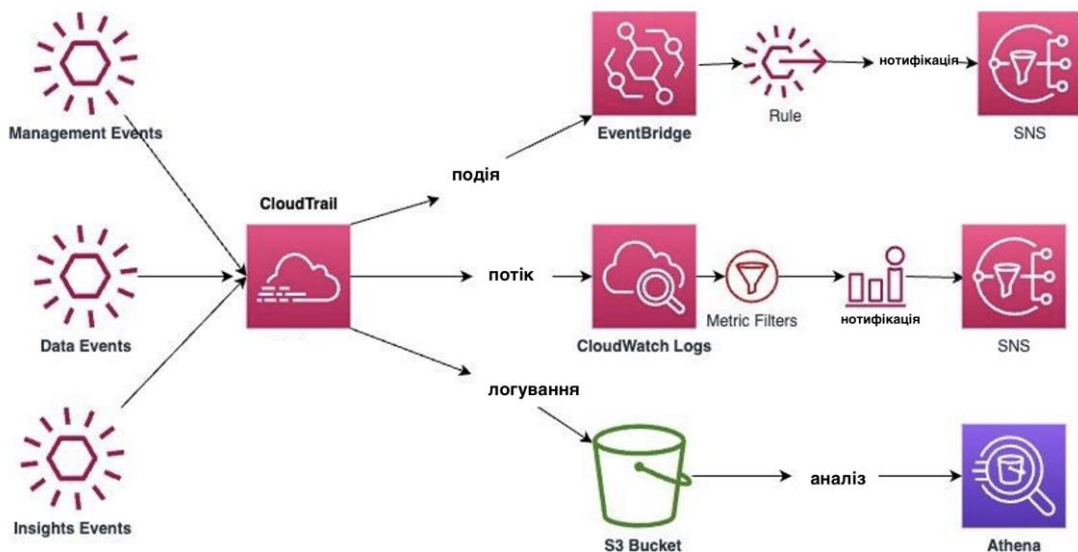 Management Events
EventBridge
Rule
нотифікація
SNS
подія
CloudTrail
Data Events
потік
CloudWatch Logs
Metric Filters
нотифікація
SNS
логування
Insights Events
S3 Bucket
аналіз
Athena